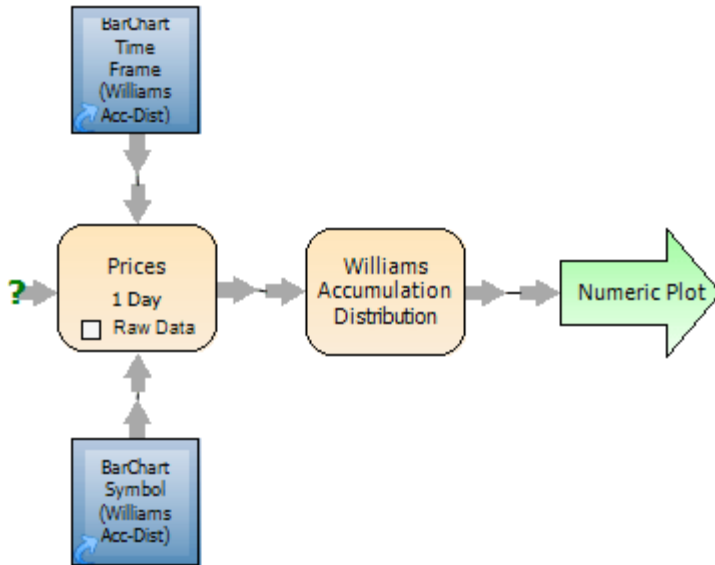 BarChart
Time
Frame
(Williams
Acc-Dist)
?
Prices
1 Day
Raw Data
Williams
Accumulation
Distribution
Numeric Plot
BarChart
Symbol
(Williams
Acc-Dist)